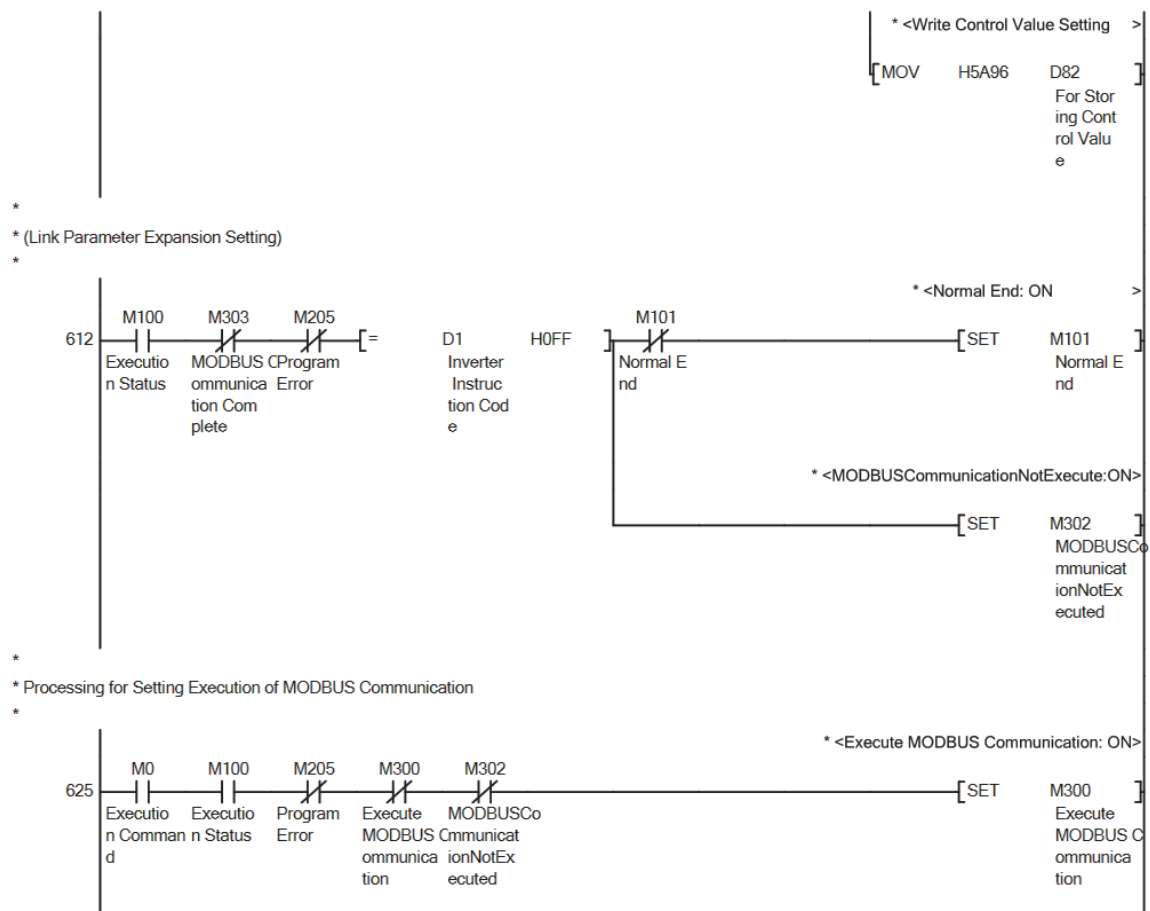 * <Write Control Value Setting >
MOV H5A96 D82
For Stor
ing Cont
rol Valu
e
*
* (Link Parameter Expansion Setting)
*
* <Normal End: ON >
M100 M303 M205 M101
612 = D1 H0FF SET M101
Executio MODBUS C Program Inverter Normal E Normal E
n Status ommunica Error Instruc nd nd
tion Com tion Cod
plete e
* <MODBUSCommunicationNotExecute:ON>
SET M302
MODBUSCo
mmunicat
ionNotEx
ecuted
*
* Processing for Setting Execution of MODBUS Communication
*
* <Execute MODBUS Communication: ON>
M0 M100 M205 M300 M302
625 SET M300
Executio Executio Program Execute MODBUSCo Execute
n Comman n Status Error MODBUS C mmunicat MODBUS C
d ommunica ionNotEx ommunica
tion ecuted tion